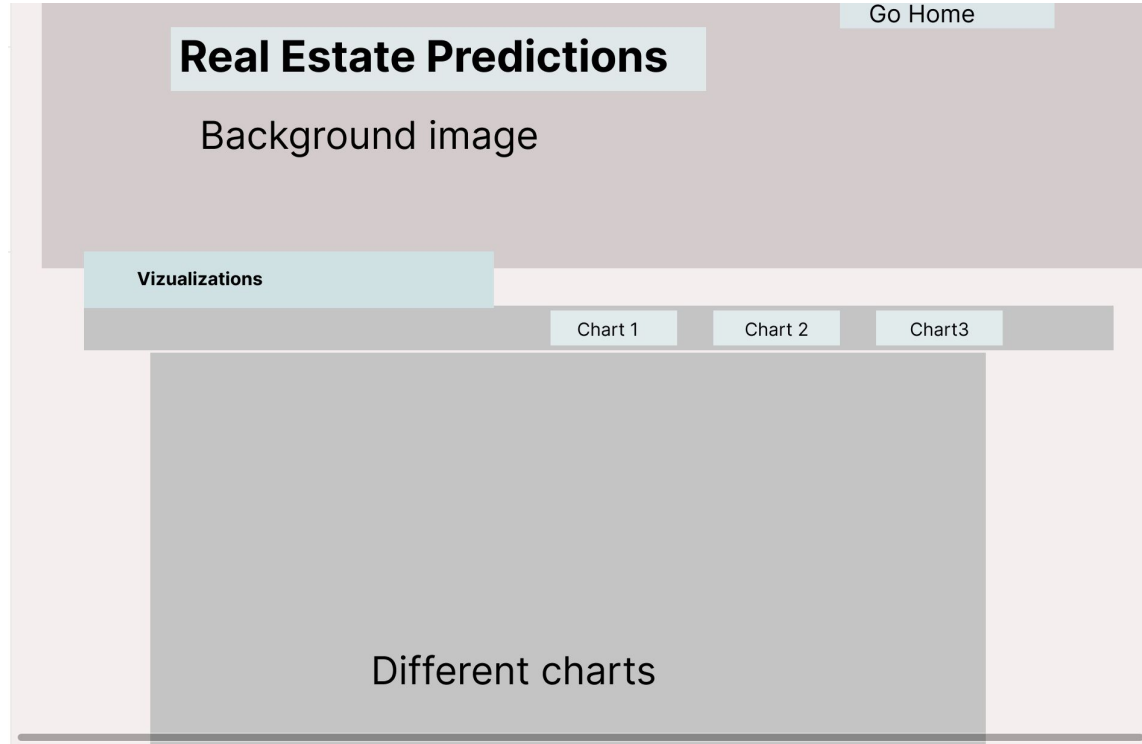 Go Home
Real Estate Predictions
Background image
Vizualizations
Chart 1
Chart 2
Chart3
Different charts